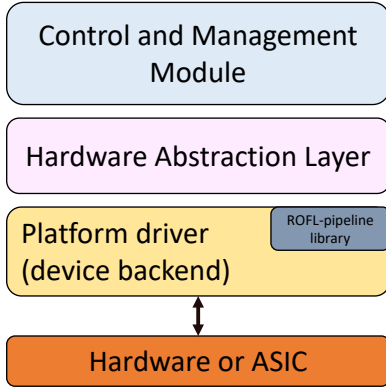 Control and Management
Module
Hardware Abstraction Layer
ROFL-pipeline
library
Platform driver
(device backend)
Hardware or ASIC